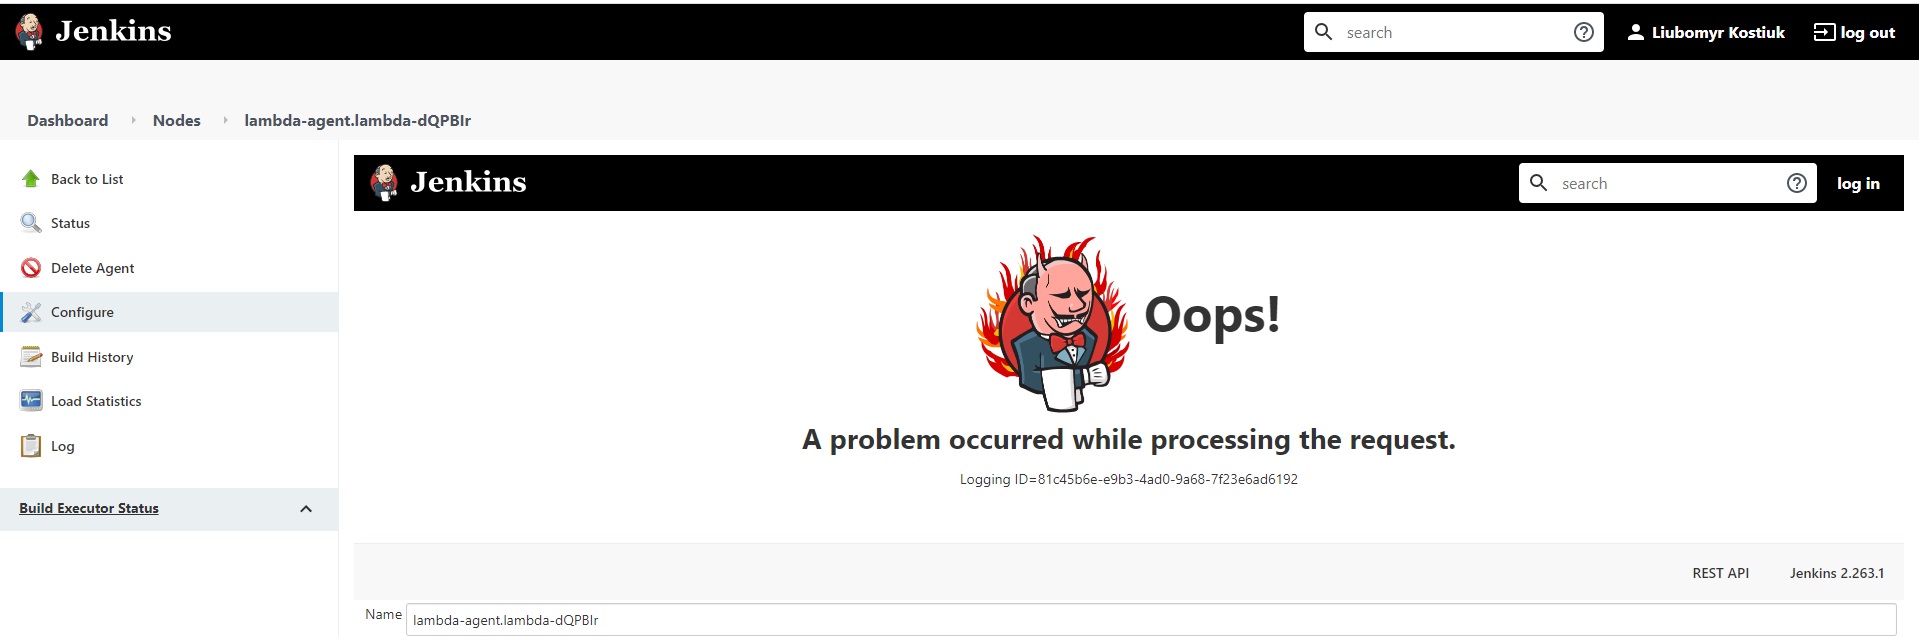 Jenkins
search
Liubomyr Kostiuk
log out
Dashboard
Nodes
lambda-agent.lambda-dQPBIr
Back to List
Status
Delete Agent
Configure
Build History
Load Statistics
Log
Build Executor Status
Jenkins
search
log in
Oops!
A problem occurred while processing the request.
Logging ID=81c45b6e-e9b3-4ad0-9a68-7f23e6ad6192
REST API
Jenkins 2.263.1
Name
lambda-agent.lambda-dQPBIr